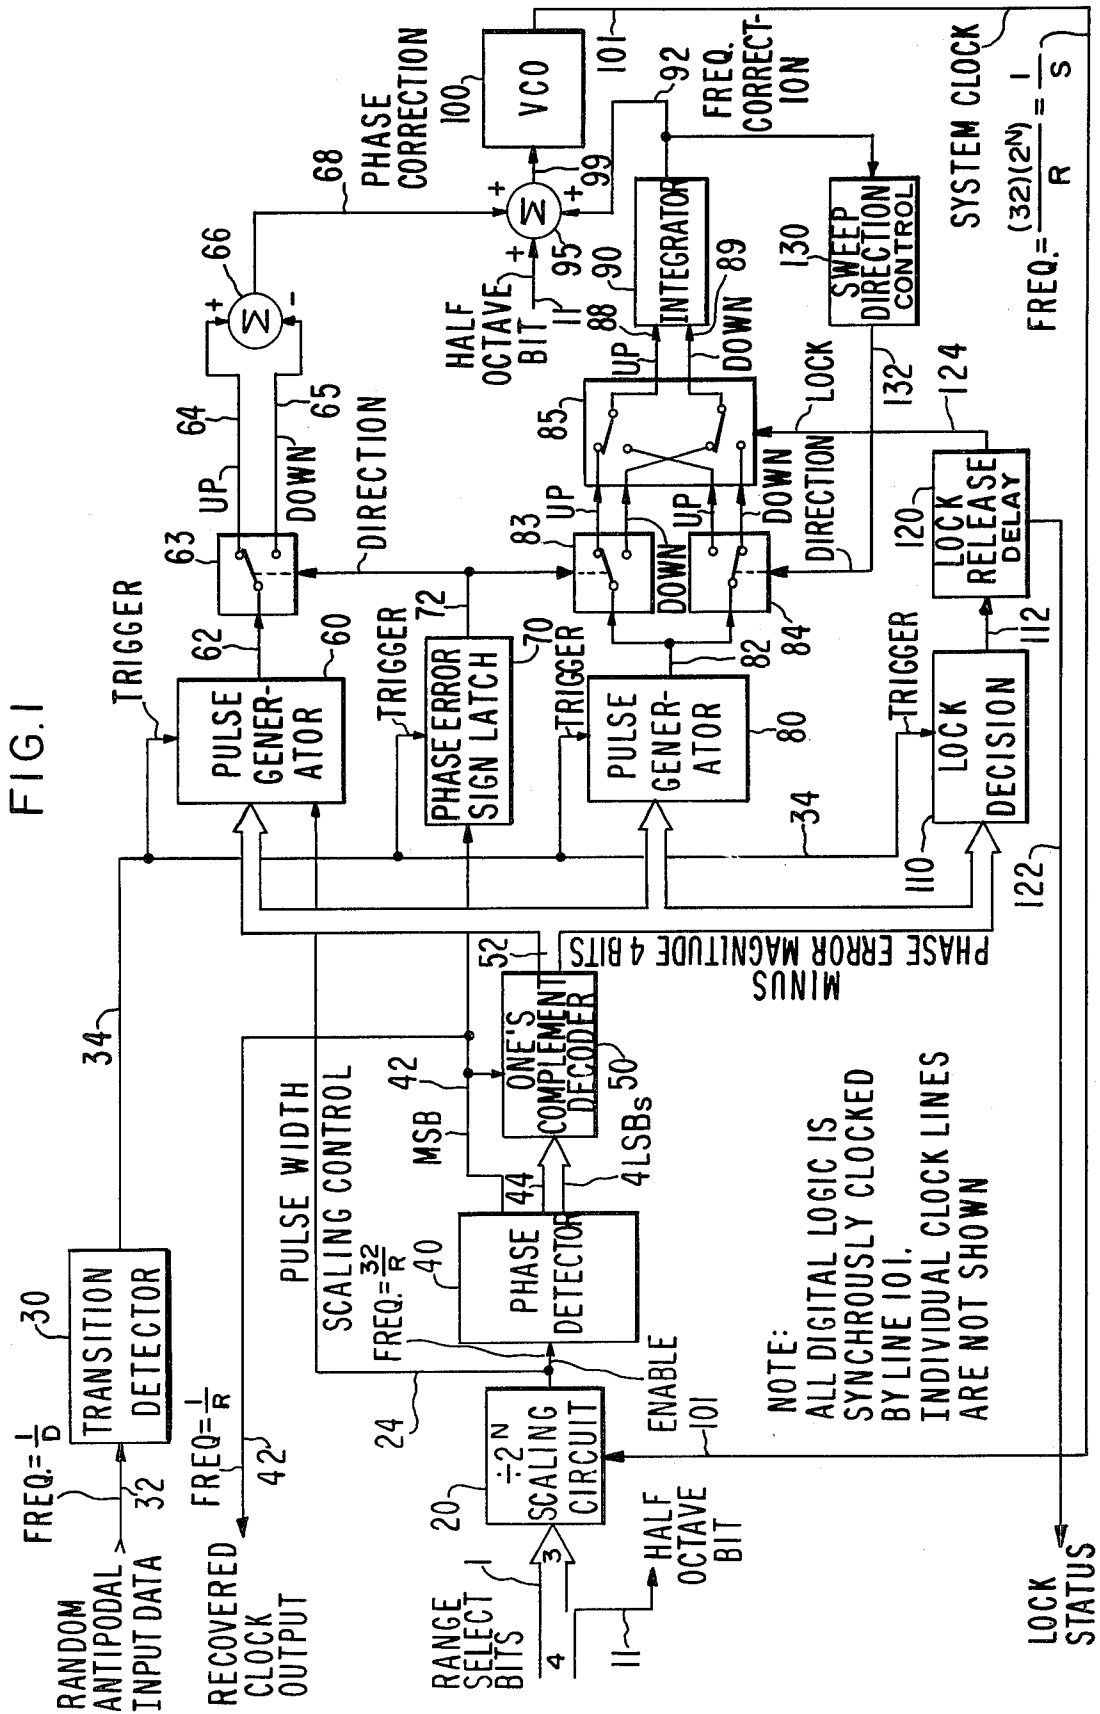 FIG.1
RANDOM
ANTIPODAL
INPUT DATA
FREQ.= 1/D
32
30
TRANSITION
DETECTOR
34
TRIGGER
RECOVERED
CLOCK
OUTPUT
FREQ= 1/R
42
PULSE WIDTH
SCALING CONTROL
24
RANGE
SELECT
BITS
1
4
3
11
HALF
OCTAVE
BIT
20
÷2^N
SCALING
CIRCUIT
101
ENABLE
FREQ.= 32/R
40
PHASE
DETECTOR
MSB
42
44
4LSBs
ONE'S
COMPLEMENT
DECODER
50
52
MINUS
PHASE ERROR MAGNITUDE 4 BITS
PULSE
GENER-
ATOR
60
62
63
UP
64
DOWN
65
66
Σ
+
-
68
PHASE
CORRECTION
DIRECTION
TRIGGER
PHASE ERROR
SIGN LATCH
70
72
TRIGGER
PULSE
GENER-
ATOR
80
82
83
84
UP
DOWN
UP
DOWN
DIRECTION
85
UP
88
DOWN
89
90
INTEGRATOR
HALF
OCTAVE
BIT
11
+
+
+
Σ
95
99
100
VCO
101
92
FREQ.
CORRECT-
ION
130
SWEEP
DIRECTION
CONTROL
132
LOCK
124
34
TRIGGER
110
LOCK
DECISION
112
120
LOCK
RELEASE
DELAY
122
LOCK
STATUS
SYSTEM CLOCK
FREQ.= (32)(2^N)/R = 1/S
NOTE:
ALL DIGITAL LOGIC IS
SYNCHROUSLY CLOCKED
BY LINE 101.
INDIVIDUAL CLOCK LINES
ARE NOT SHOWN